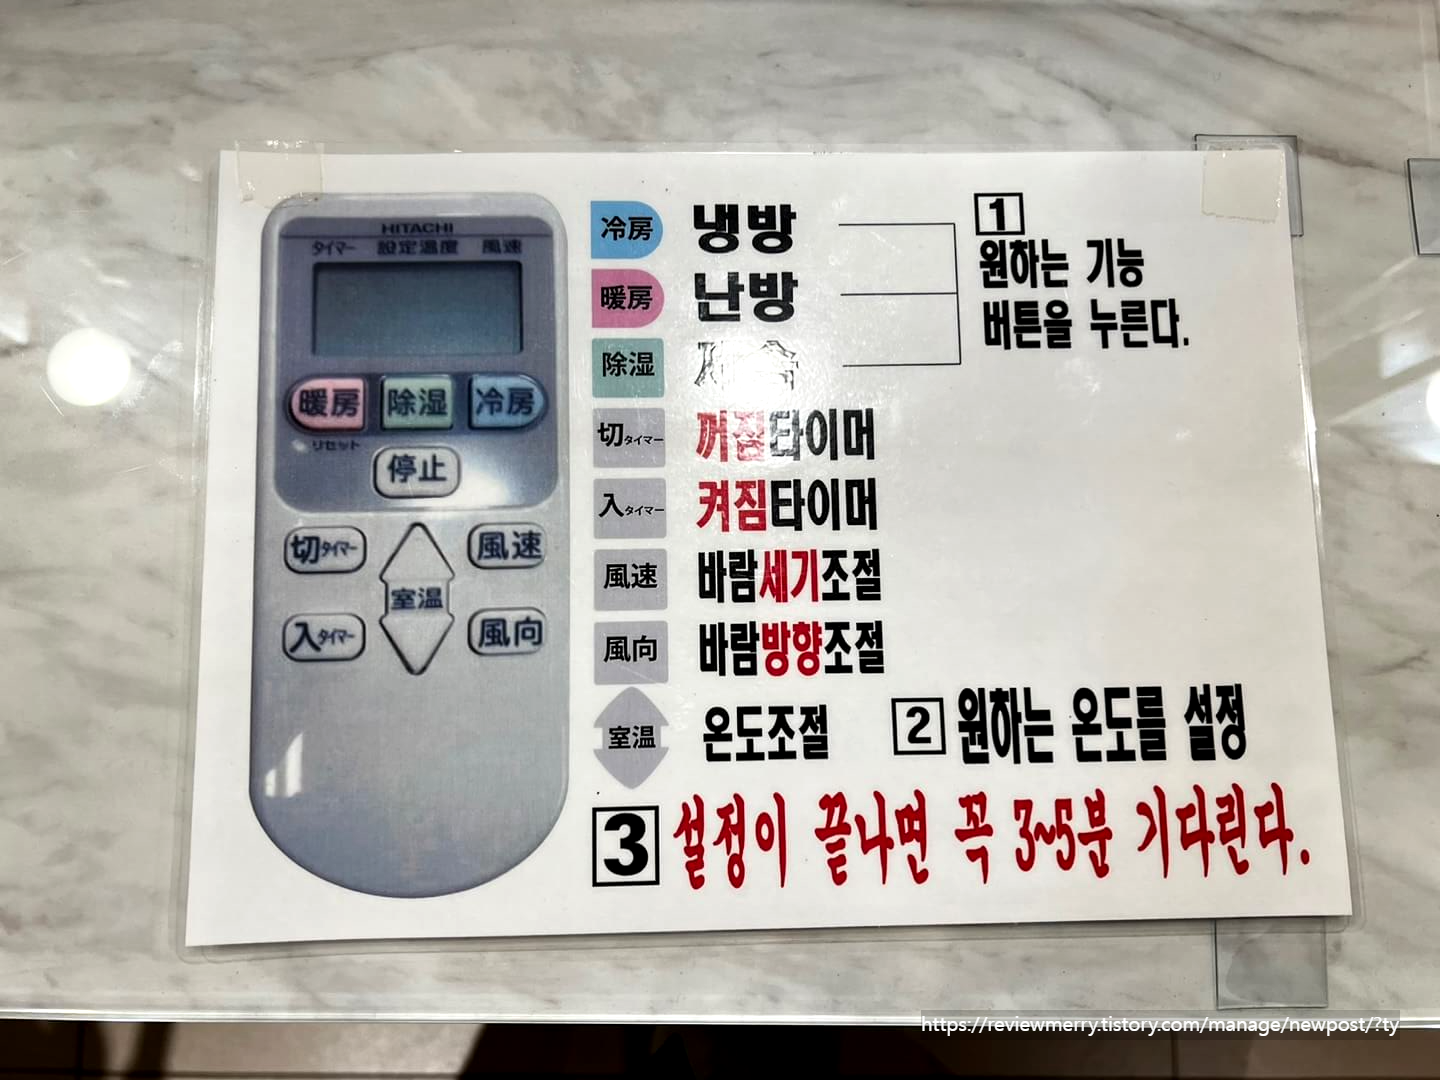 HITACHI
タイマー 設定温度 風速
暖房 除湿 冷房
リセット
停止
切タイマー
風速
室温
入タイマー
風向
冷房 냉방
暖房 난방
除湿
1
원하는 기능
버튼을 누른다.
切タイマー 꺼짐타이머
入タイマー 켜짐타이머
風速 바람세기조절
風向 바람방향조절
室温 온도조절
2 원하는 온도를 설정
3 설정이 끝나면 꼭 3~5분 기다린다.
https://reviewmerry.tistory.com/manage/newpost/?ty